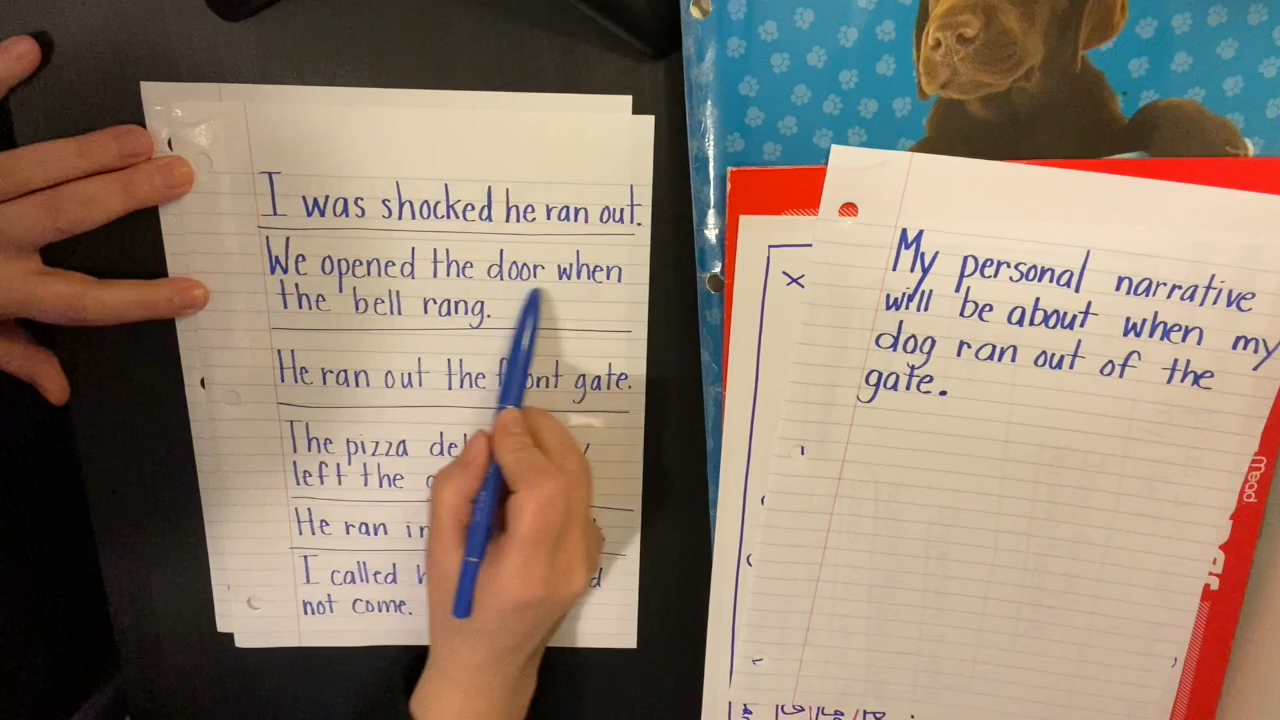 I was shocked he ran out.
We opened the door when
the bell rang.
He ran out the gate.
The pizza
left the
He ran
I called
not come.
My personal narrative
will be about when my
dog ran out of the
gate.
x
mead